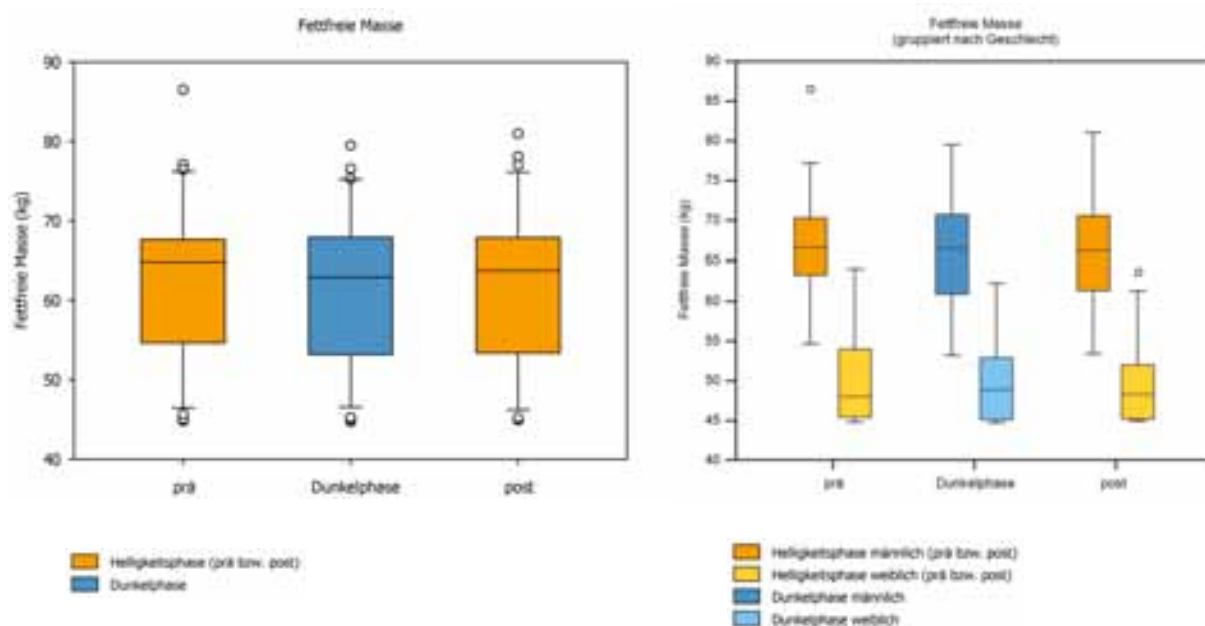 Fettfreie Masse
90
80
70
60
50
40
Fettfreie Masse (kg)
prä
Dunkelphase
post
Helligkeitsphase (prä bzw. post)
Dunkelphase
Fettfreie Masse
(gruppiert nach Geschlecht)
90
85
80
75
70
65
60
55
50
45
40
Fettfreie Masse (kg)
prä
Dunkelphase
post
Helligkeitsphase männlich (prä bzw. post)
Helligkeitsphase weiblich (prä bzw. post)
Dunkelphase männlich
Dunkelphase weiblich